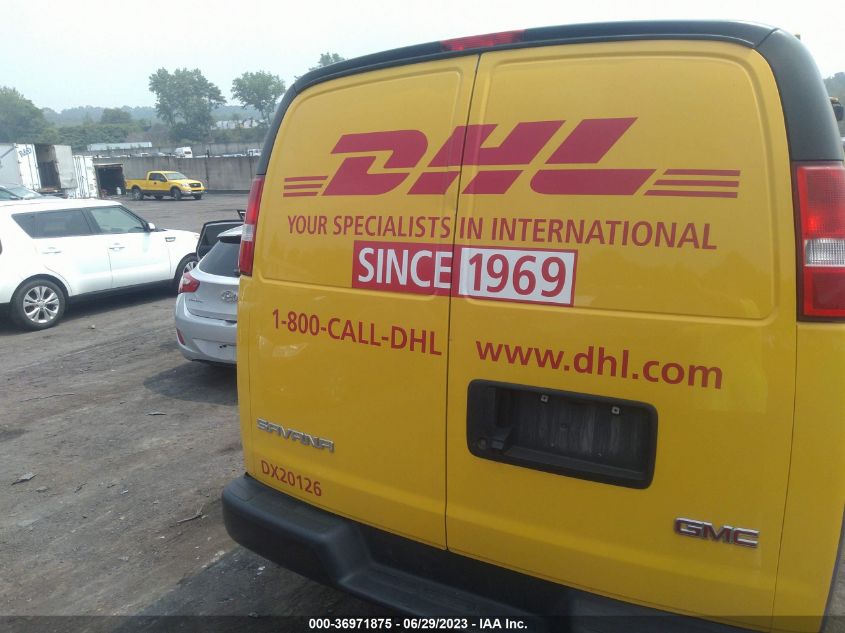 DHL
YOUR SPECIALISTS IN INTERNATIONAL
SINCE 1969
1-800-CALL-DHL
www.dhl.com
SAVANA
DX20126
GMC
000-36971875 - 06/29/2023 - IAA Inc.